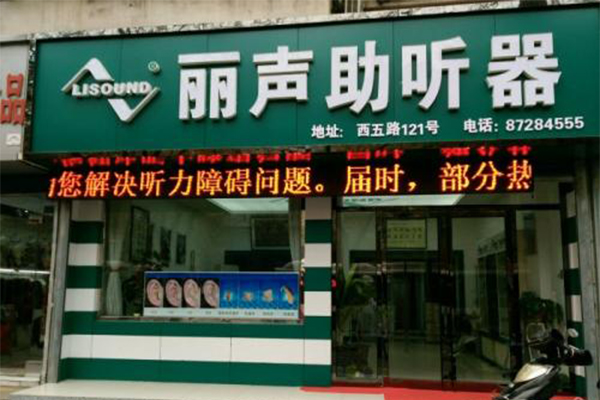 LISOUND®
丽声助听器
地址：西五路121号 电话：87284555
您解决听力障碍问题。届时，部分热
品